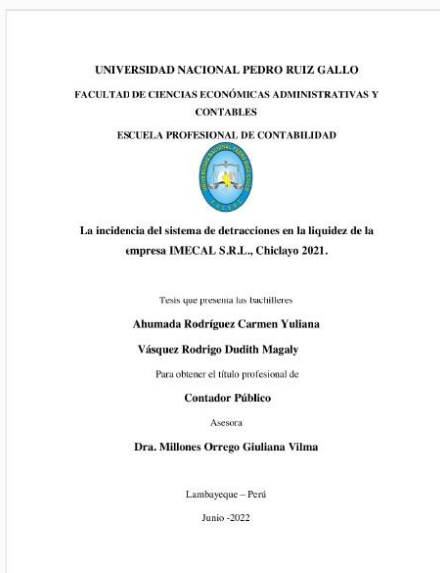 UNIVERSIDAD NACIONAL PEDRO RUIZ GALLO
FACULTAD DE CIENCIAS ECONÓMICAS ADMINISTRATIVAS Y
CONTABLES
ESCUELA PROFESIONAL DE CONTABILIDAD
La incidencia del sistema de detracciones en la liquidez de la
empresa IMECAL S.R.L., Chiclayo 2021.
Tesis que presenta las bachilleres
Ahumada Rodríguez Carmen Yuliana
Vásquez Rodrigo Dudith Magaly
Para obtener el título profesional de
Contador Público
Asesora
Dra. Millones Orrego Giuliana Vilma
Lambayeque – Perú
Junio -2022